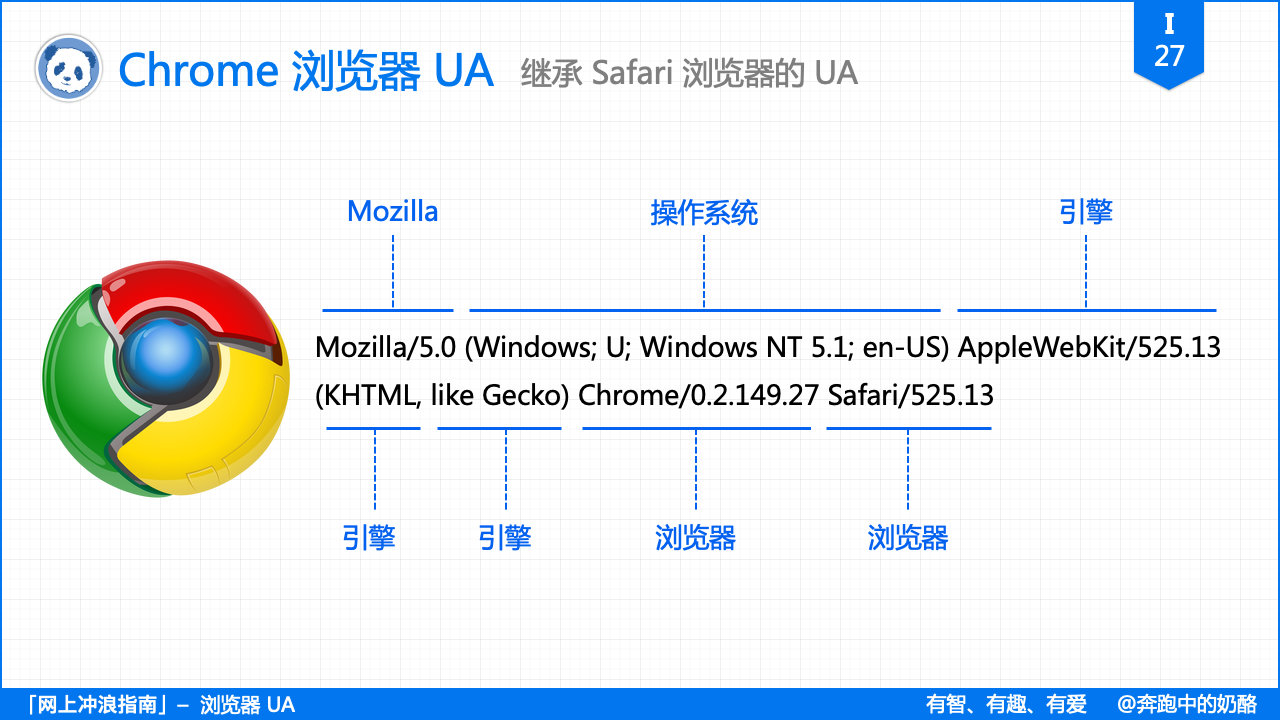 Chrome 浏览器 UA 继承 Safari 浏览器的 UA
I
27
Mozilla 操作系统 引擎
Mozilla/5.0 (Windows; U; Windows NT 5.1; en-US) AppleWebKit/525.13
(KHTML, like Gecko) Chrome/0.2.149.27 Safari/525.13
引擎 引擎 浏览器 浏览器
「网上冲浪指南」– 浏览器 UA 有智、有趣、有爱 @奔跑中的奶酪